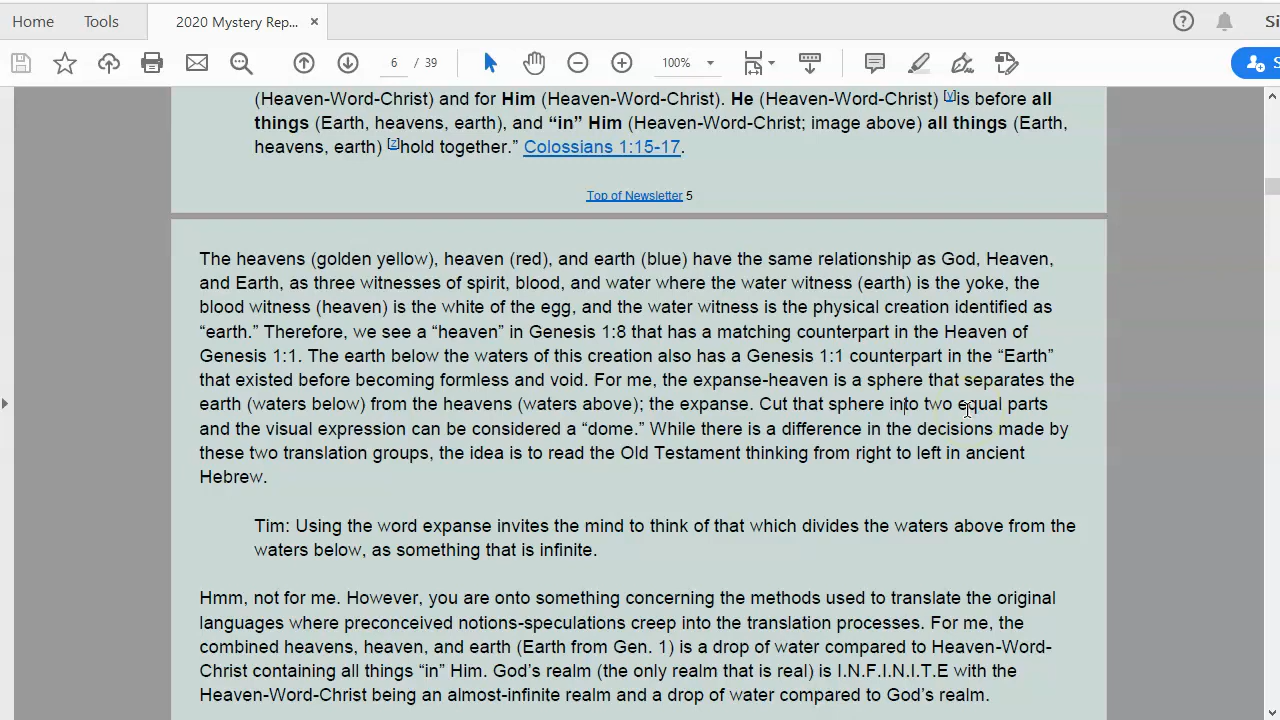 Home Tools 2020 Mystery Rep... × ? Si
6 / 39 100% S
(Heaven-Word-Christ) and for Him (Heaven-Word-Christ). He (Heaven-Word-Christ) [y]is before all
things (Earth, heavens, earth), and “in” Him (Heaven-Word-Christ; image above) all things (Earth,
heavens, earth) [z]hold together.” Colossians 1:15-17.
Top of Newsletter 5
The heavens (golden yellow), heaven (red), and earth (blue) have the same relationship as God, Heaven,
and Earth, as three witnesses of spirit, blood, and water where the water witness (earth) is the yoke, the
blood witness (heaven) is the white of the egg, and the water witness is the physical creation identified as
“earth.” Therefore, we see a “heaven” in Genesis 1:8 that has a matching counterpart in the Heaven of
Genesis 1:1. The earth below the waters of this creation also has a Genesis 1:1 counterpart in the “Earth”
that existed before becoming formless and void. For me, the expanse-heaven is a sphere that separates the
earth (waters below) from the heavens (waters above); the expanse. Cut that sphere into two equal parts
and the visual expression can be considered a “dome.” While there is a difference in the decisions made by
these two translation groups, the idea is to read the Old Testament thinking from right to left in ancient
Hebrew.
Tim: Using the word expanse invites the mind to think of that which divides the waters above from the
waters below, as something that is infinite.
Hmm, not for me. However, you are onto something concerning the methods used to translate the original
languages where preconceived notions-speculations creep into the translation processes. For me, the
combined heavens, heaven, and earth (Earth from Gen. 1) is a drop of water compared to Heaven-Word-
Christ containing all things “in” Him. God’s realm (the only realm that is real) is I.N.F.I.N.I.T.E with the
Heaven-Word-Christ being an almost-infinite realm and a drop of water compared to God’s realm.